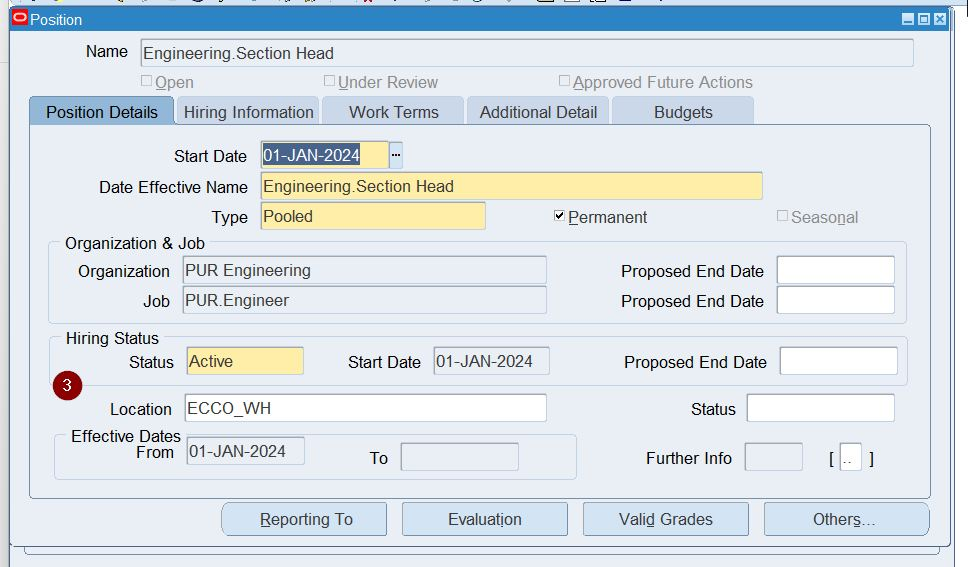 Position
Name Engineering.Section Head
Open Under Review Approved Future Actions
Position Details Hiring Information Work Terms Additional Detail Budgets
Start Date 01-JAN-2024 ...
Date Effective Name Engineering.Section Head
Type Pooled Permanent Seasonal
Organization & Job
Organization PUR Engineering Proposed End Date
Job PUR.Engineer Proposed End Date
Hiring Status
Status Active Start Date 01-JAN-2024 Proposed End Date
3
Location ECCO_WH Status
Effective Dates
From 01-JAN-2024 To Further Info [ .. ]
Reporting To Evaluation Valid Grades Others...